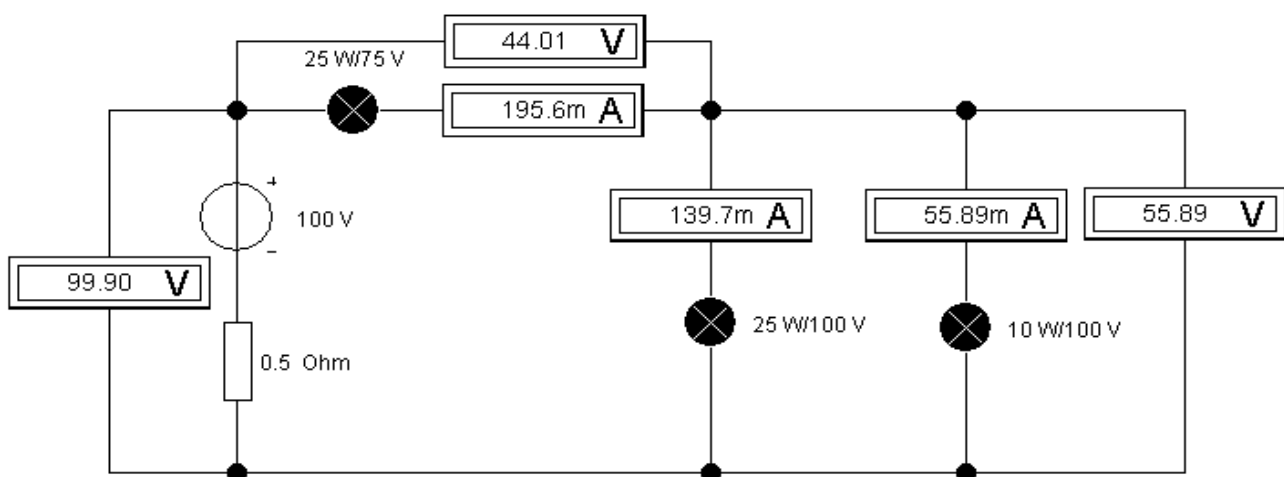 44.01 V
25 W/75 V
195.6m A
+
100 V
−
139.7m A
55.89m A
55.89 V
99.90 V
25 W/100 V
10 W/100 V
0.5 Ohm